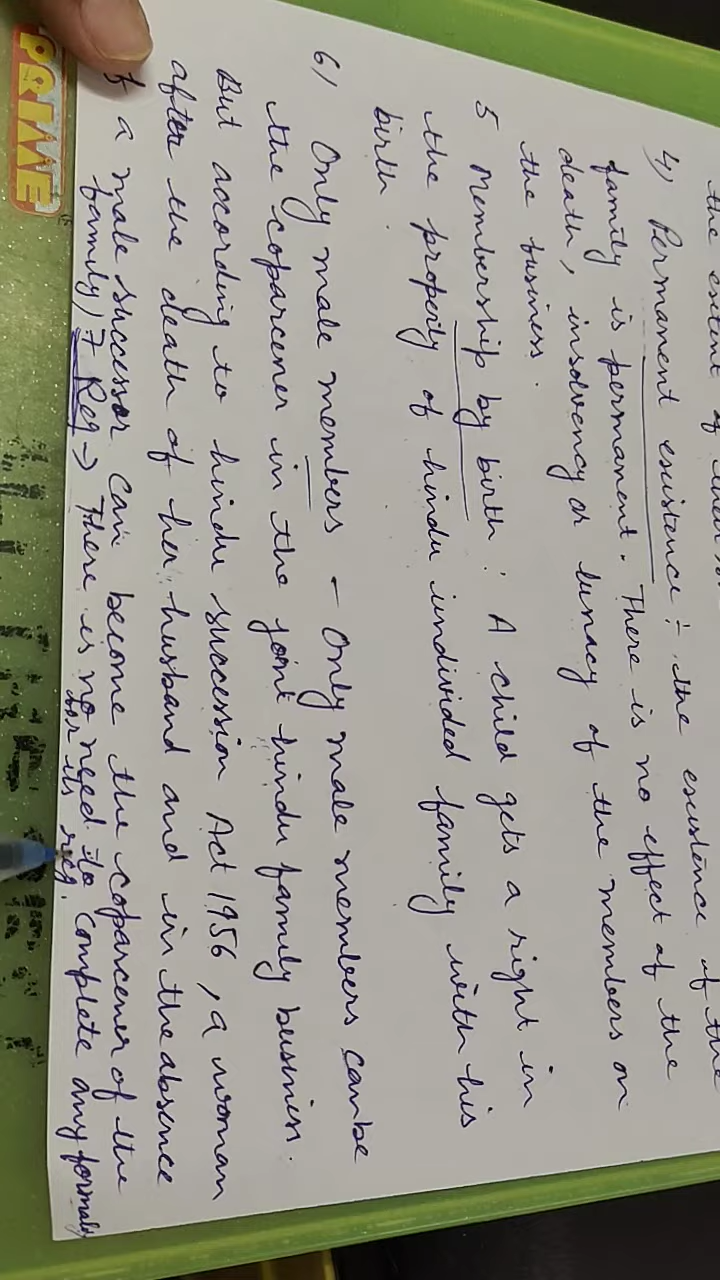 the extent of
4) Permanent existence :- the existence of the
family is permanent. There is no effect of the
death, insolvency or lunacy of the members on
the business.
5 Membership by birth : A child gets a right in
the property of hindu undivided family with his
birth.
6) Only male members - Only male members can be
the coparcener in the joint hindu family business.
But according to hindu succession Act 1956, a woman
after the death of her husband and in the absence
of a male successor can become the coparcener of the
family) 7 Reg → There is no need to complete any formality
for its reg.
PRIME